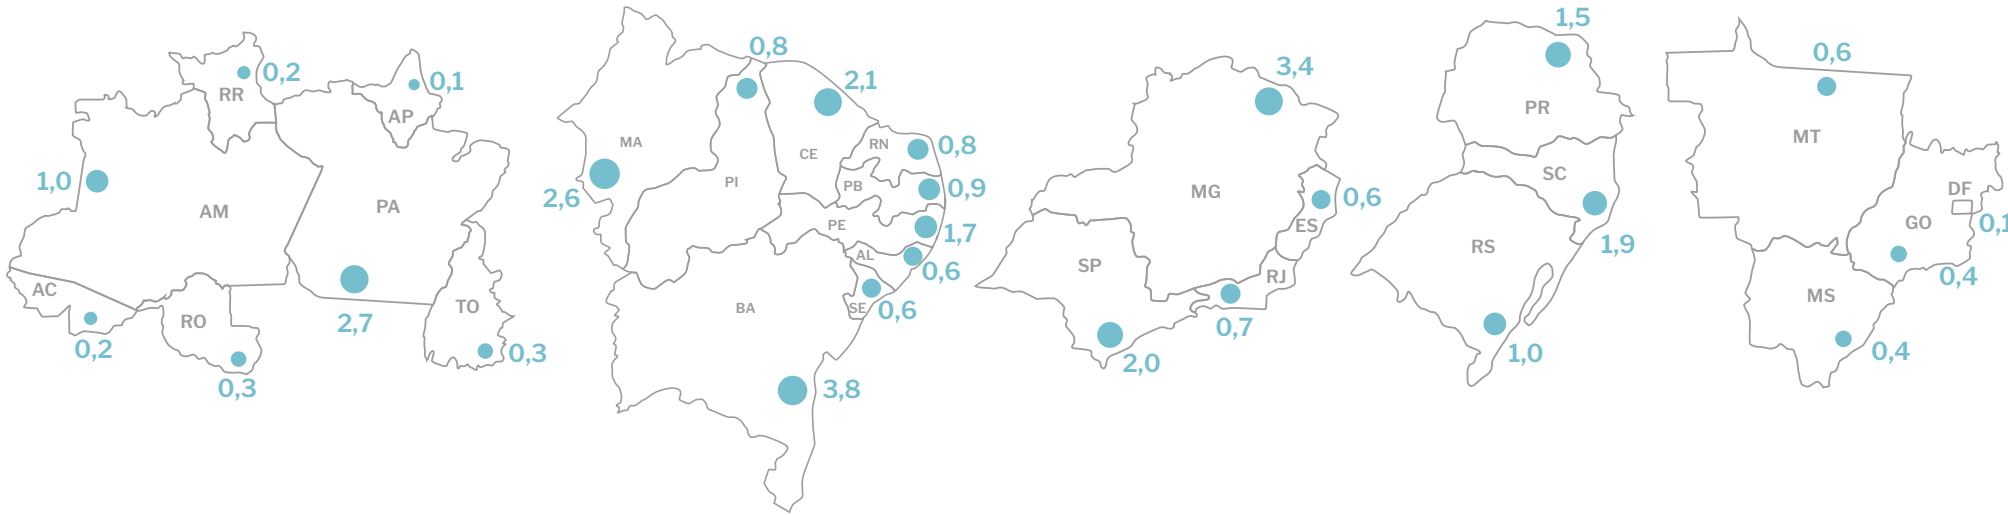 0,2
RR
0,1
AP
1,0
AM
PA
AC
0,2
RO
0,3
2,7
TO
0,3
0,8
2,1
MA
2,6
PI
CE
RN
0,8
PB
0,9
PE
1,7
AL
0,6
SE
0,6
BA
3,8
3,4
MG
ES
0,6
SP
RJ
0,7
2,0
1,5
PR
SC
1,9
RS
1,0
0,6
MT
DF
0,1
GO
0,4
MS
0,4